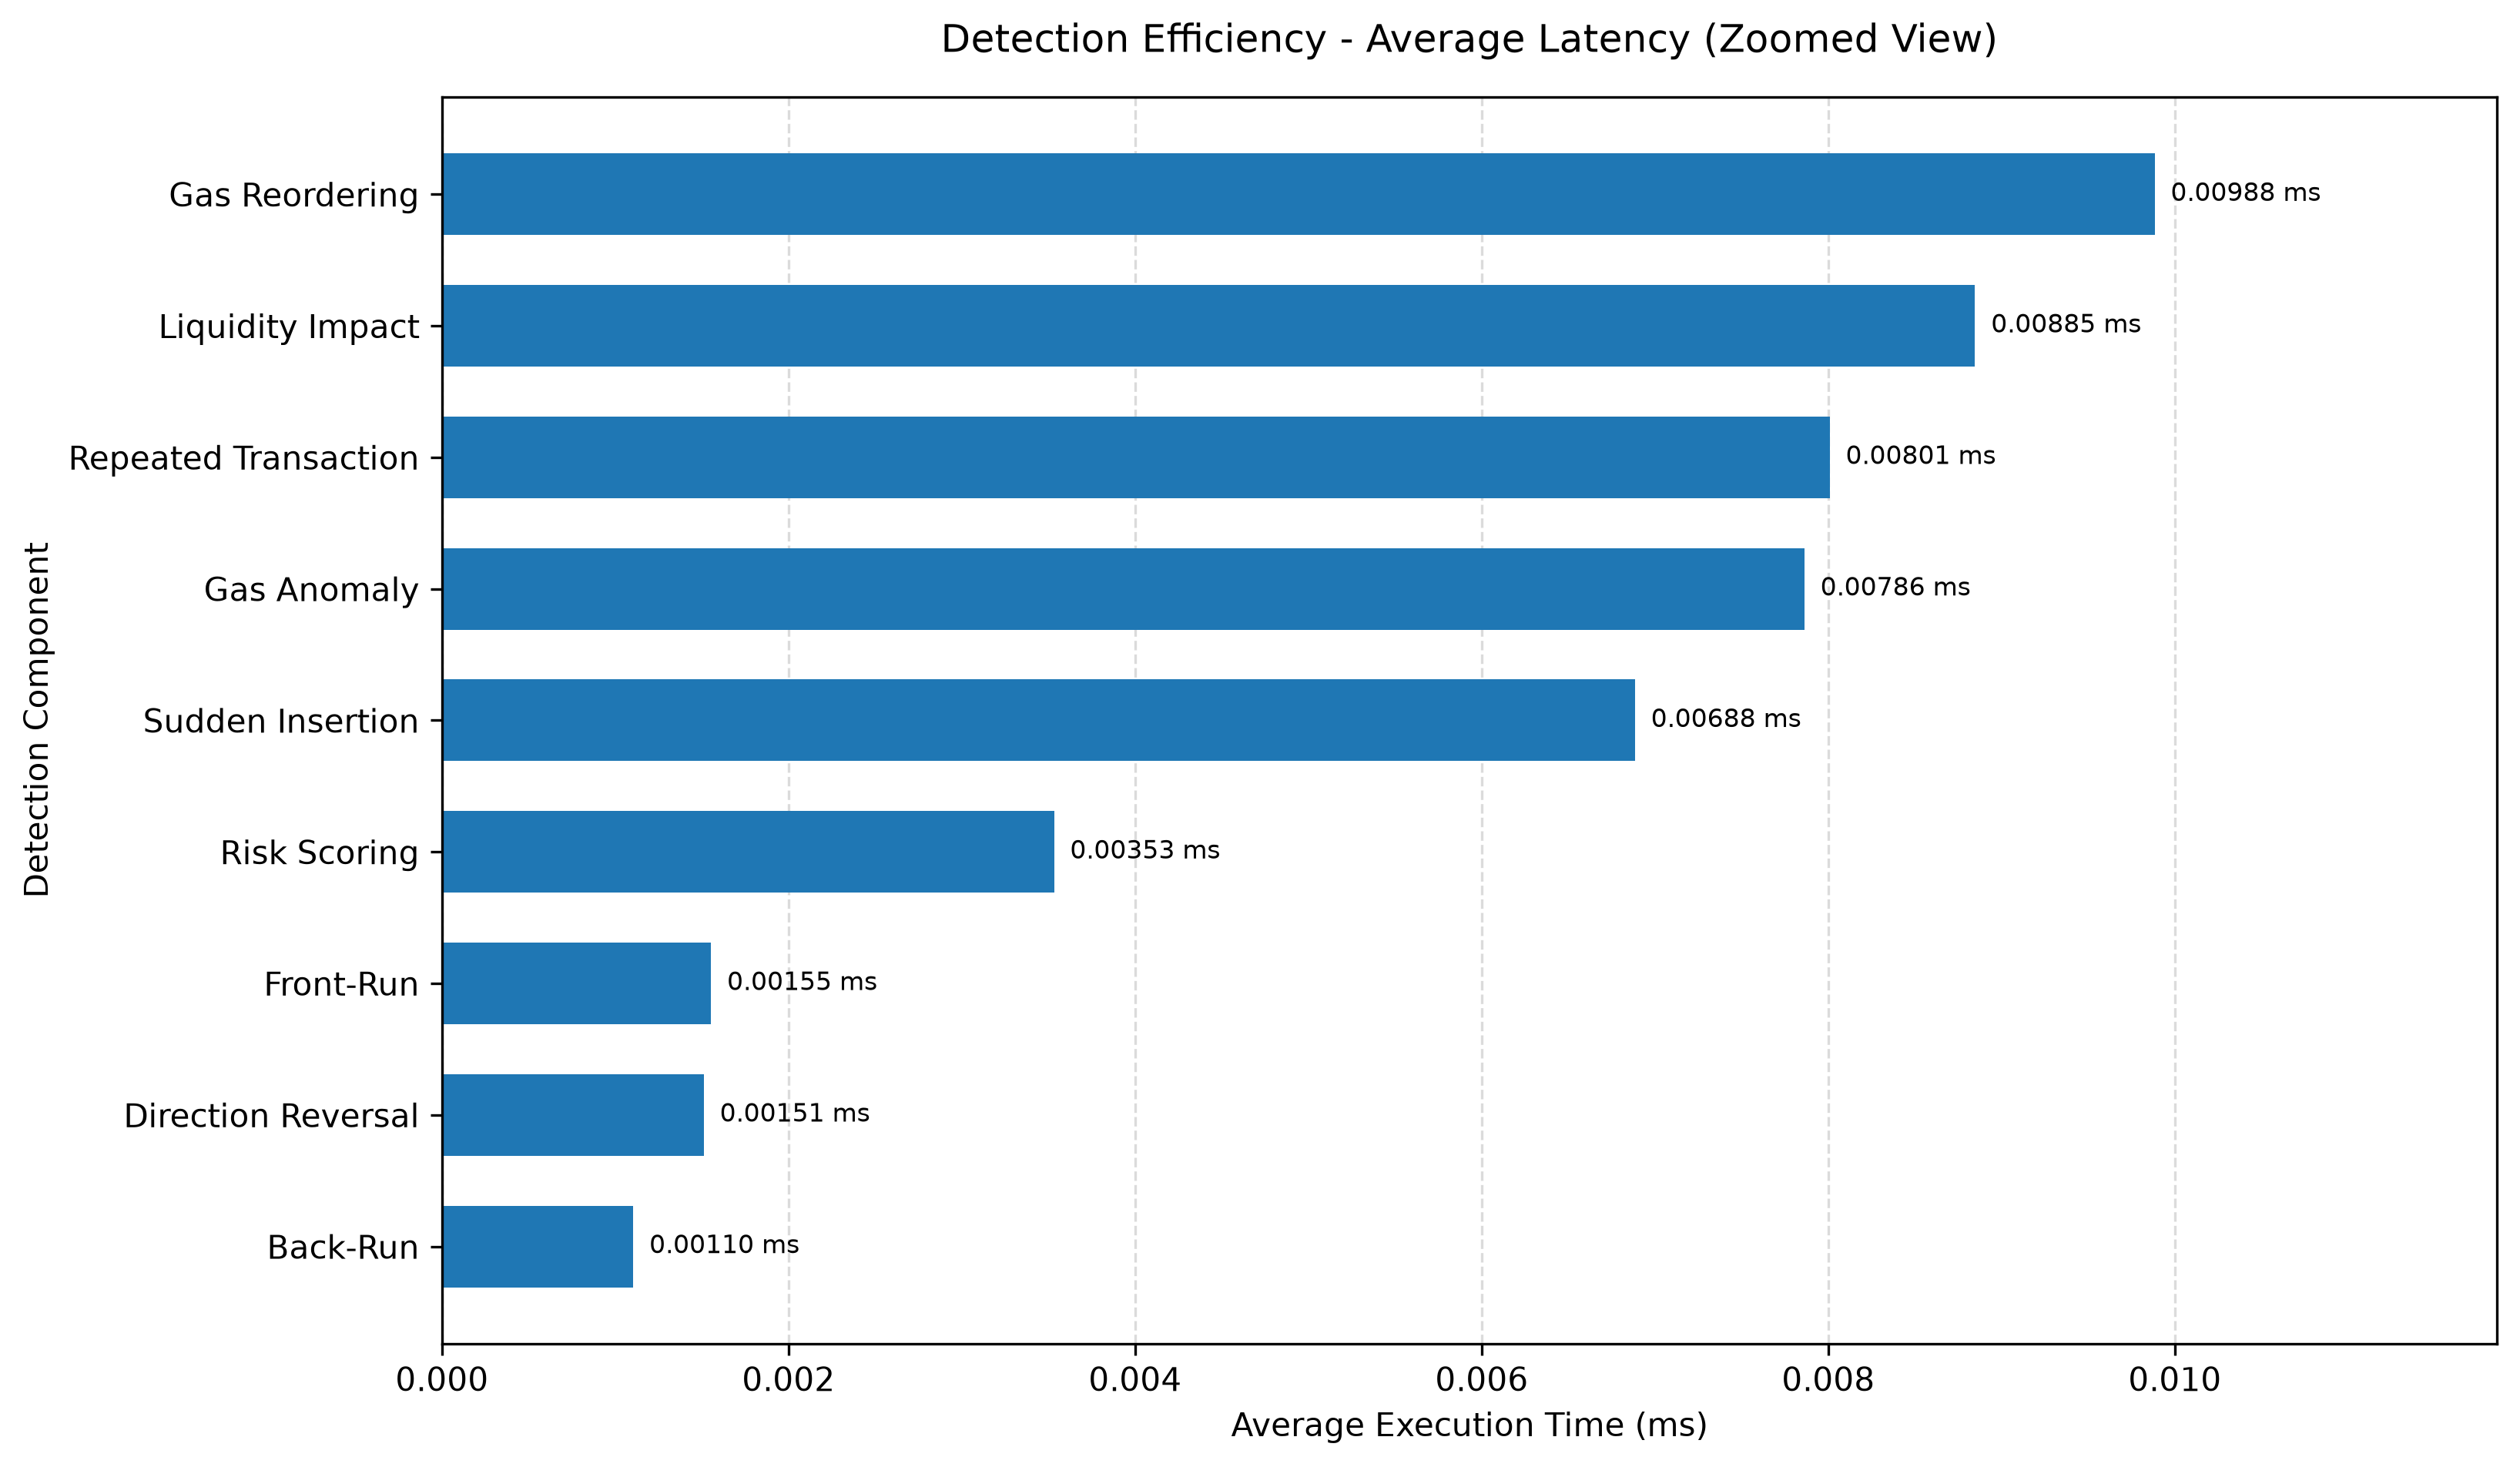 Detection Efficiency - Average Latency (Zoomed View)
Detection Component
Gas Reordering
0.00988 ms
Liquidity Impact
0.00885 ms
Repeated Transaction
0.00801 ms
Gas Anomaly
0.00786 ms
Sudden Insertion
0.00688 ms
Risk Scoring
0.00353 ms
Front-Run
0.00155 ms
Direction Reversal
0.00151 ms
Back-Run
0.00110 ms
0.000
0.002
0.004
0.006
0.008
0.010
Average Execution Time (ms)